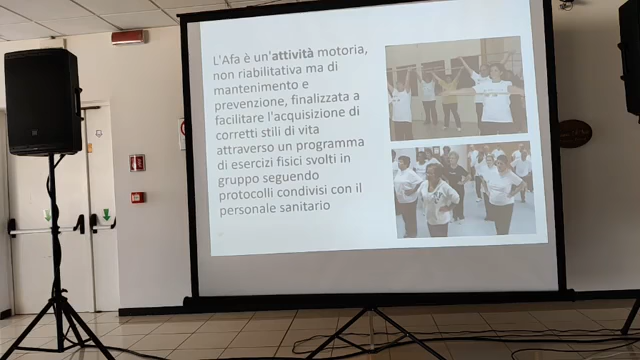 L'Afa è un'attività motoria,
non riabilitativa ma di
mantenimento e
prevenzione, finalizzata a
facilitare l'acquisizione di
corretti stili di vita
attraverso un programma
di esercizi fisici svolti in
gruppo seguendo
protocolli condivisi con il
personale sanitario